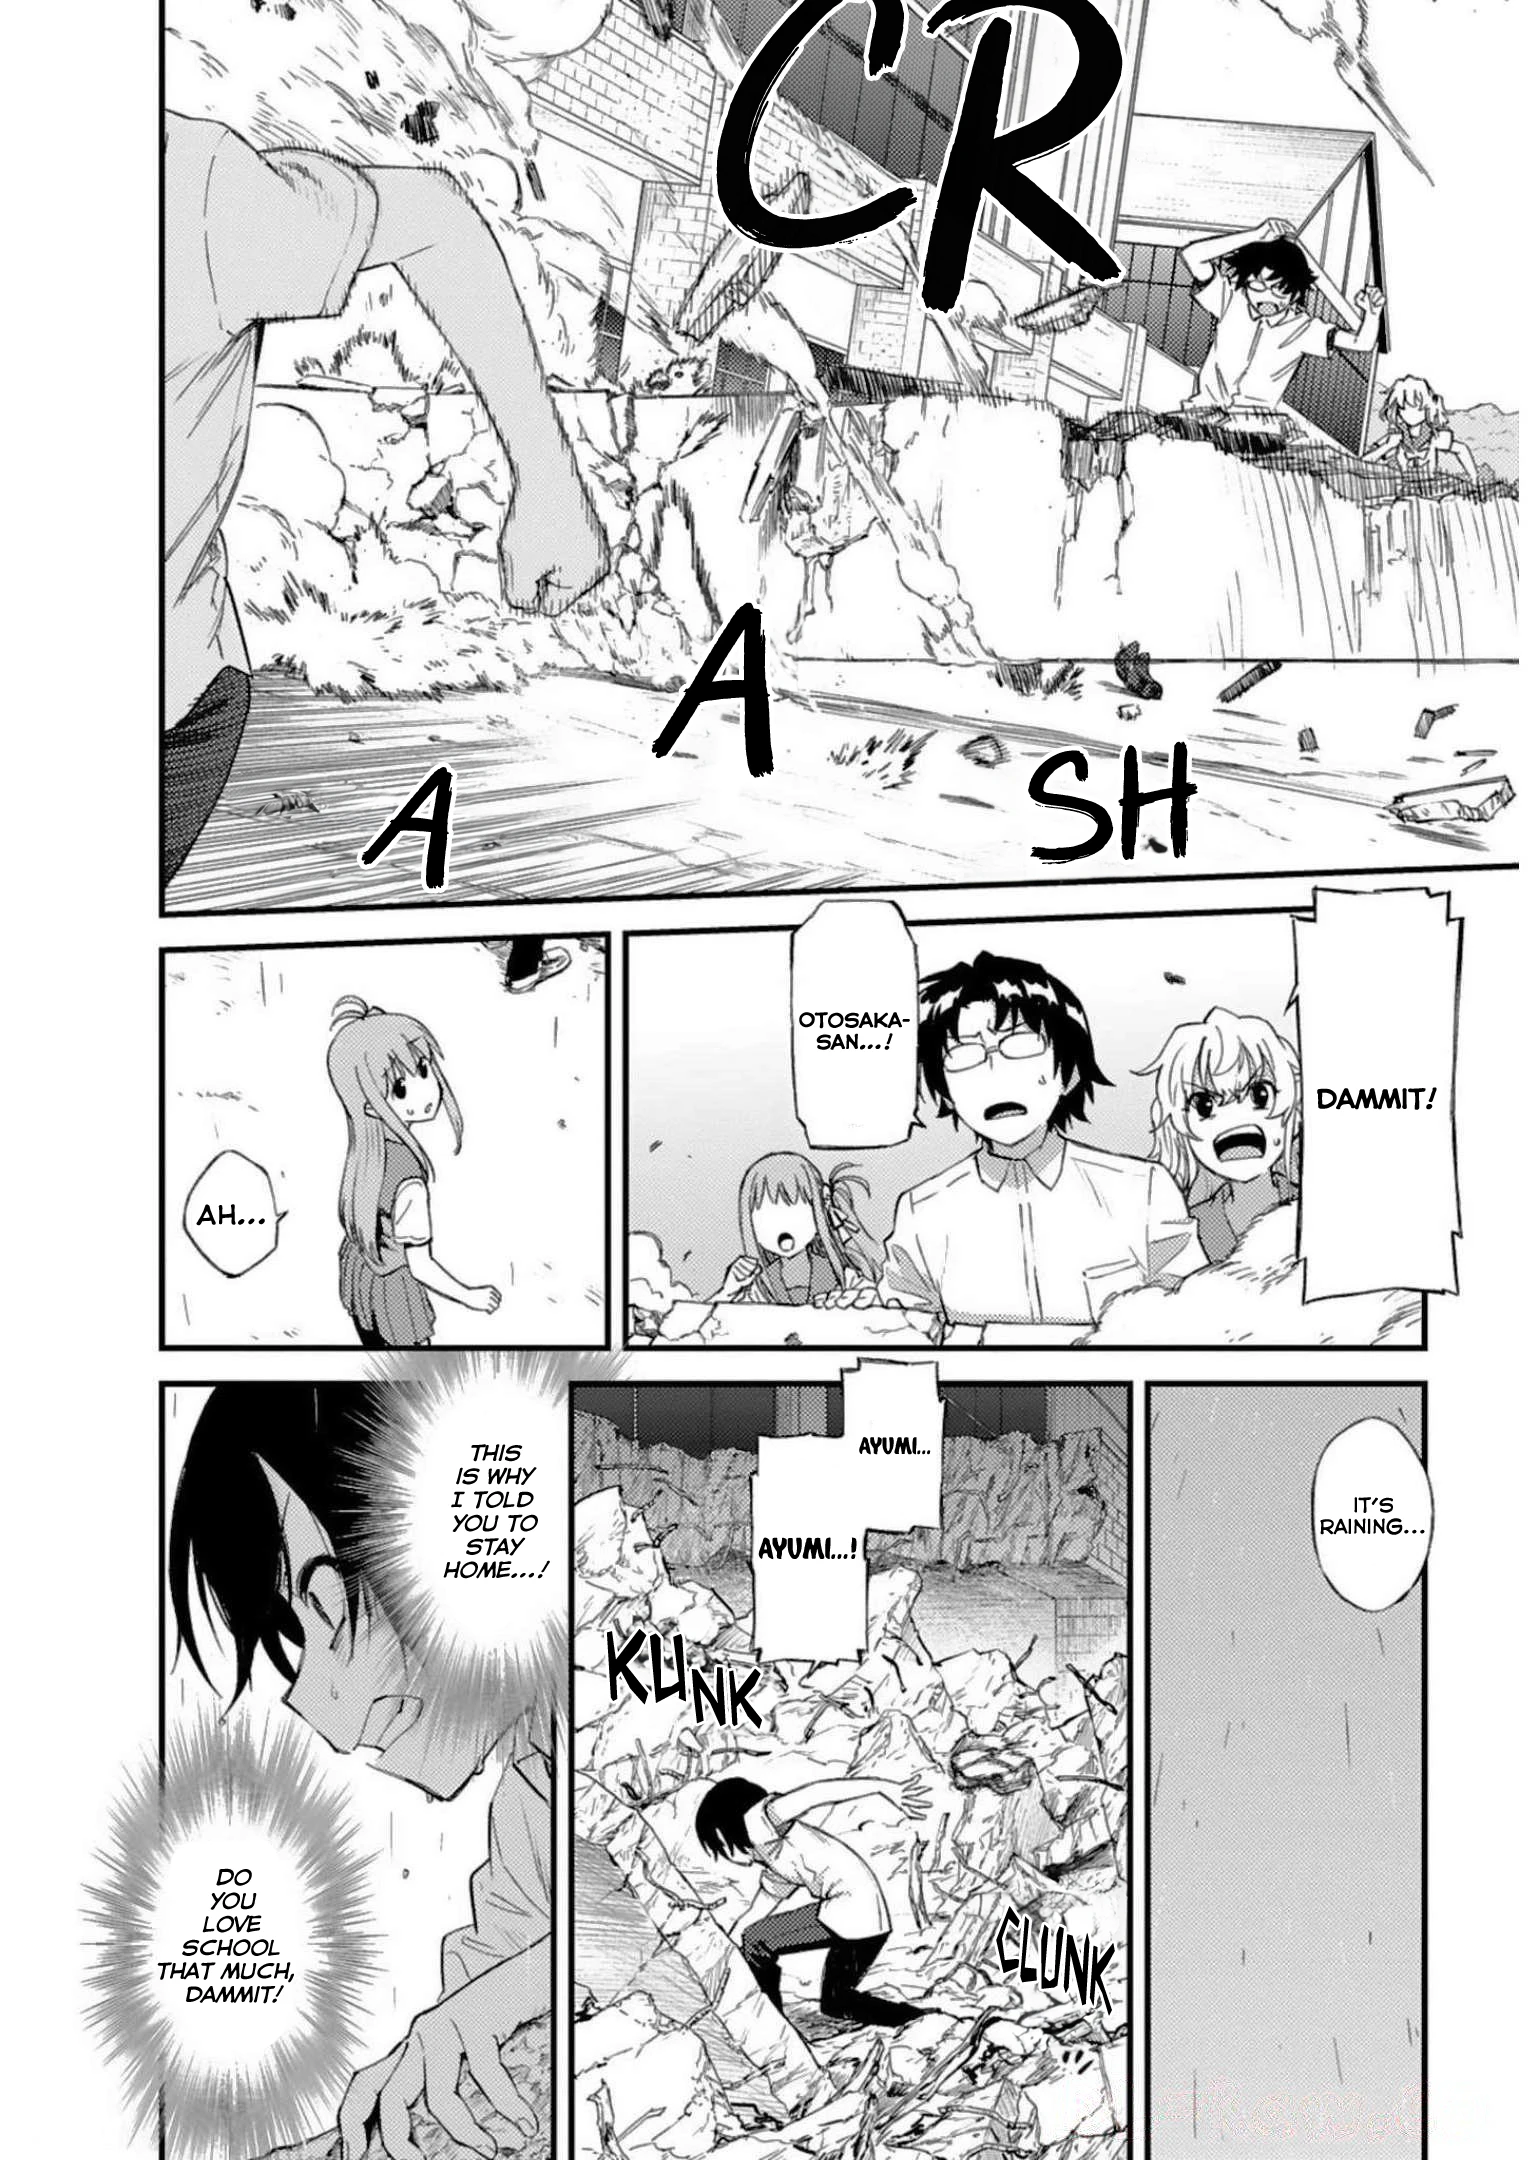 CR
A
A
SH
DAMMIT!
OTOSAKA-
SAN...!
AH...
IT'S
RAINING...
AYUMI...
AYUMI...!
KUNK
CLUNK
THIS
IS WHY
I TOLD
YOU TO
STAY
HOME...!
DO
YOU
LOVE
SCHOOL
THAT MUCH,
DAMMIT!